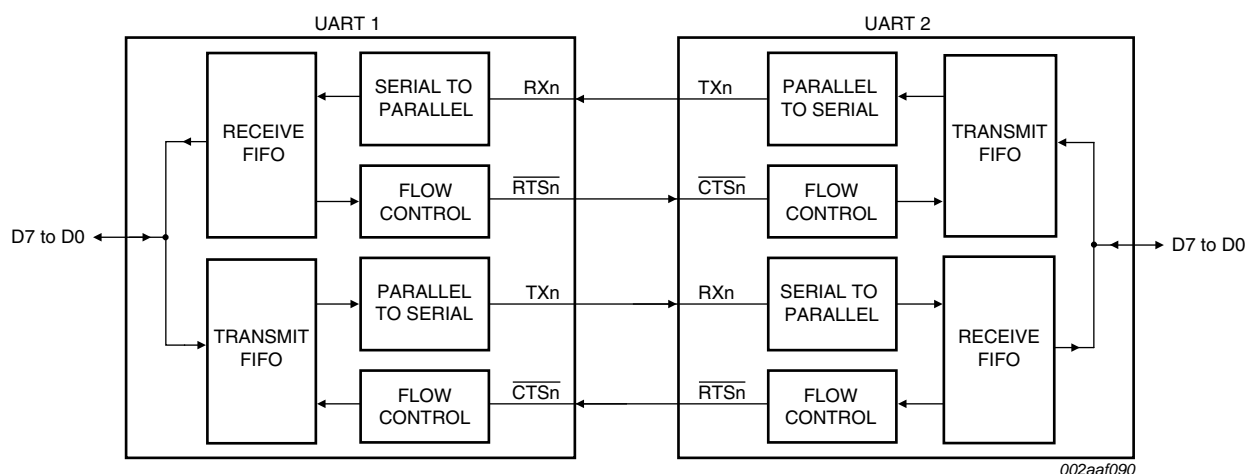 UART 1
UART 2
SERIAL TO
PARALLEL
RXn
TXn
PARALLEL
TO SERIAL
RECEIVE
FIFO
TRANSMIT
FIFO
FLOW
CONTROL
RTSn
CTSn
FLOW
CONTROL
D7 to D0
D7 to D0
PARALLEL
TO SERIAL
TXn
RXn
SERIAL TO
PARALLEL
TRANSMIT
FIFO
RECEIVE
FIFO
FLOW
CONTROL
CTSn
RTSn
FLOW
CONTROL
002aaf090